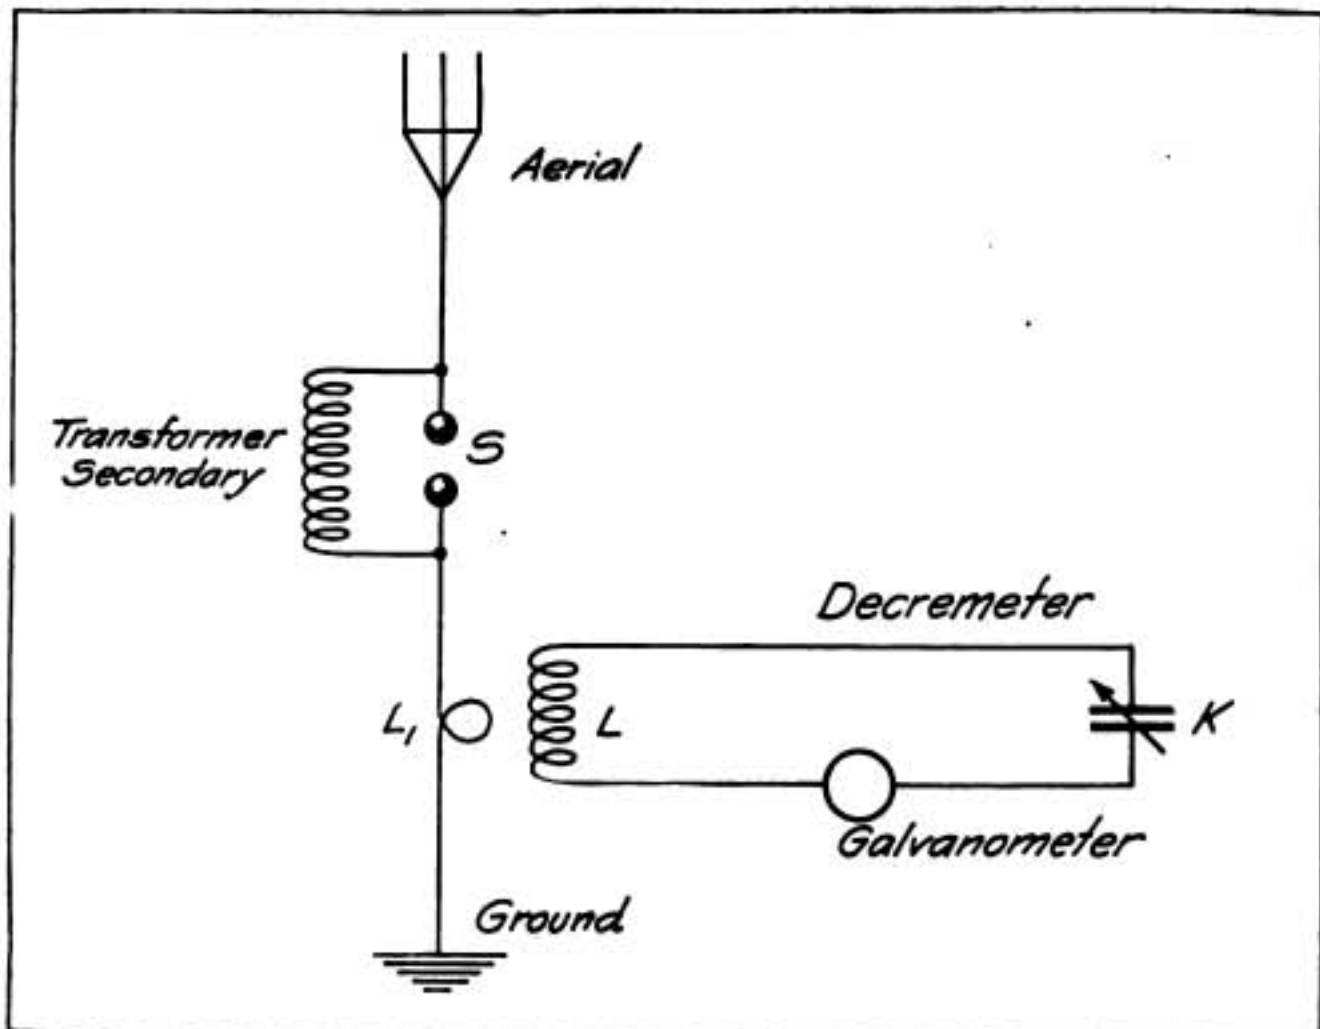 Aerial
Transformer
Secondary
S
Decremeter
L₁
L
K
Galvanometer
Ground